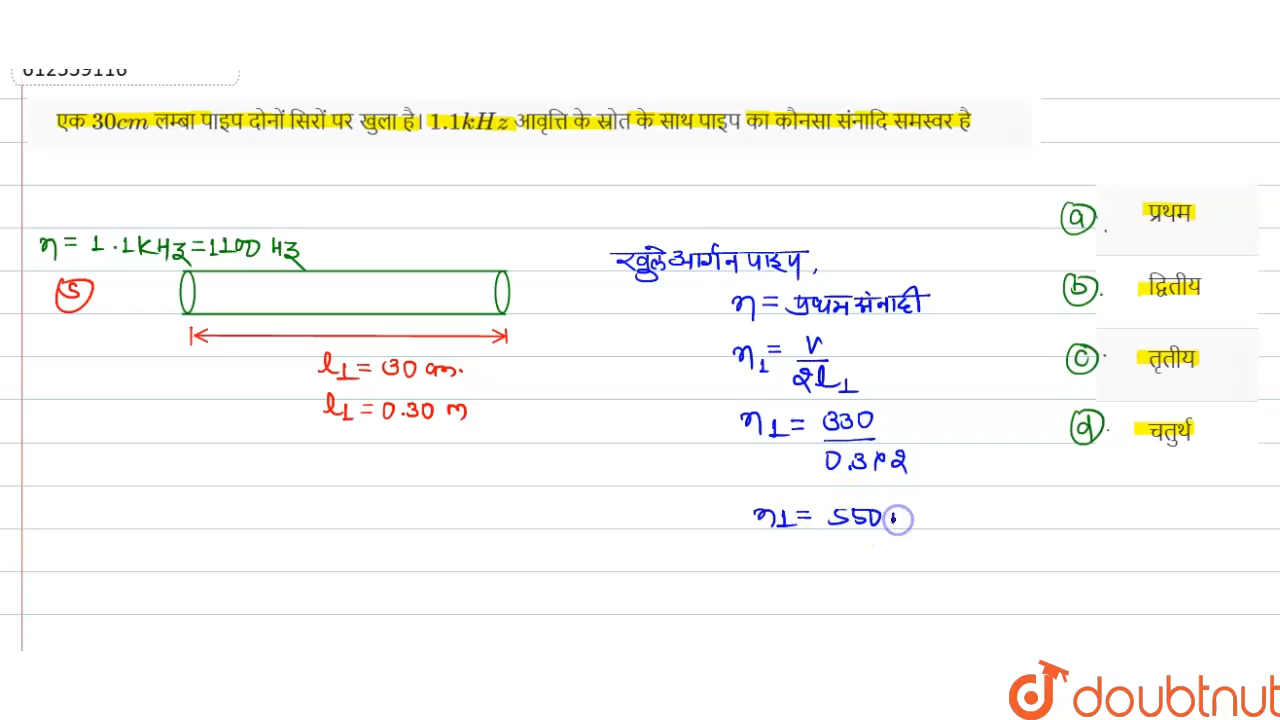 612559116
एक 30cm लम्बा पाइप दोनों सिरों पर खुला है। 1.1kHz आवृत्ति के स्रोत के साथ पाइप का कौनसा संनादि समस्वर है
a. प्रथम
b. द्वितीय
c. तृतीय
d. चतुर्थ
n = 1.1KHz = 1100 Hz
S
l1 = 30 cm.
l1 = 0.30 m
खुले आर्गन पाइप,
n = प्रथम संनादी
n1 = V / 2l1
n1 = 330 / 0.3×2
n1 = 550
doubtnut